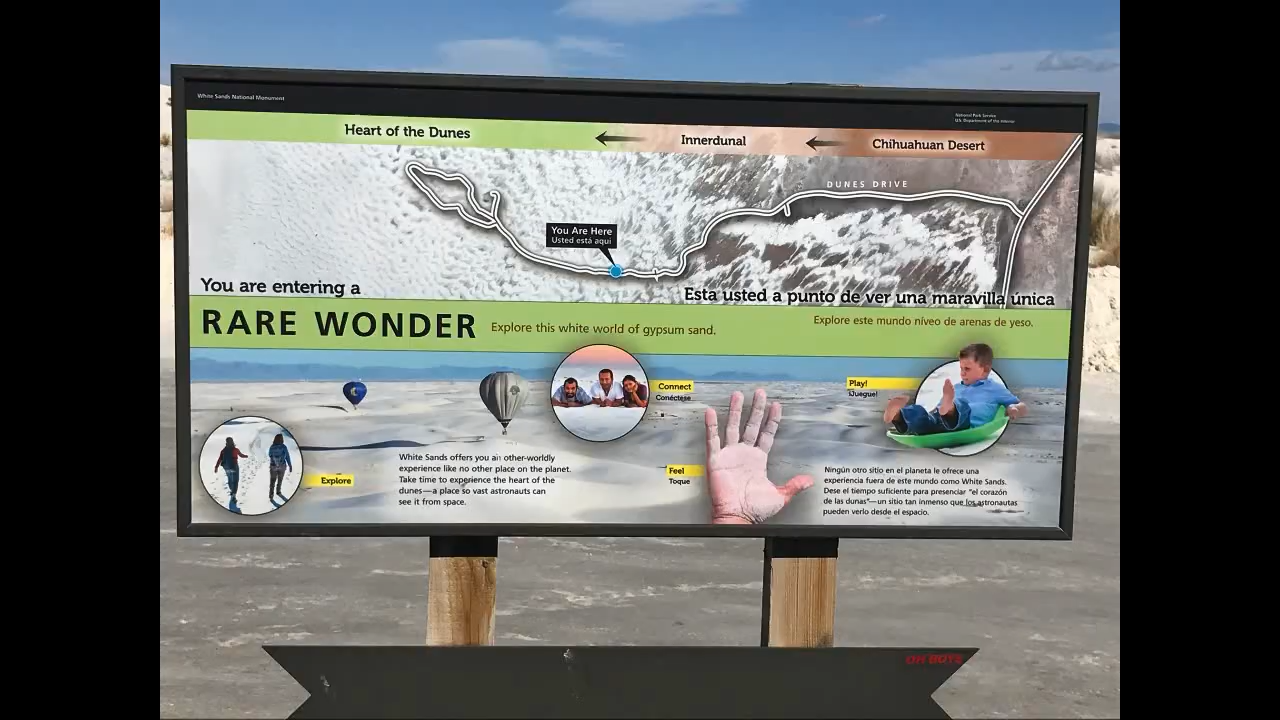 White Sands National Monument
National Park Service
U.S. Department of the Interior
Heart of the Dunes
Innerdunal
Chihuahuan Desert
DUNES DRIVE
You Are Here
Usted está aquí
You are entering a
Esta usted a punto de ver una maravilla única
RARE WONDER
Explore this white world of gypsum sand.
Explore este mundo níveo de arenas de yeso.
Connect
Conéctese
Play!
¡Juegue!
Explore
White Sands offers you an other-worldly
experience like no other place on the planet.
Take time to experience the heart of the
dunes—a place so vast astronauts can
see it from space.
Feel
Toque
Ningún otro sitio en el planeta le ofrece una
experiencia fuera de este mundo como White Sands.
Dese el tiempo suficiente para presenciar "el corazón
de las dunas"—un sitio tan inmenso que los astronautas
pueden verlo desde el espacio.